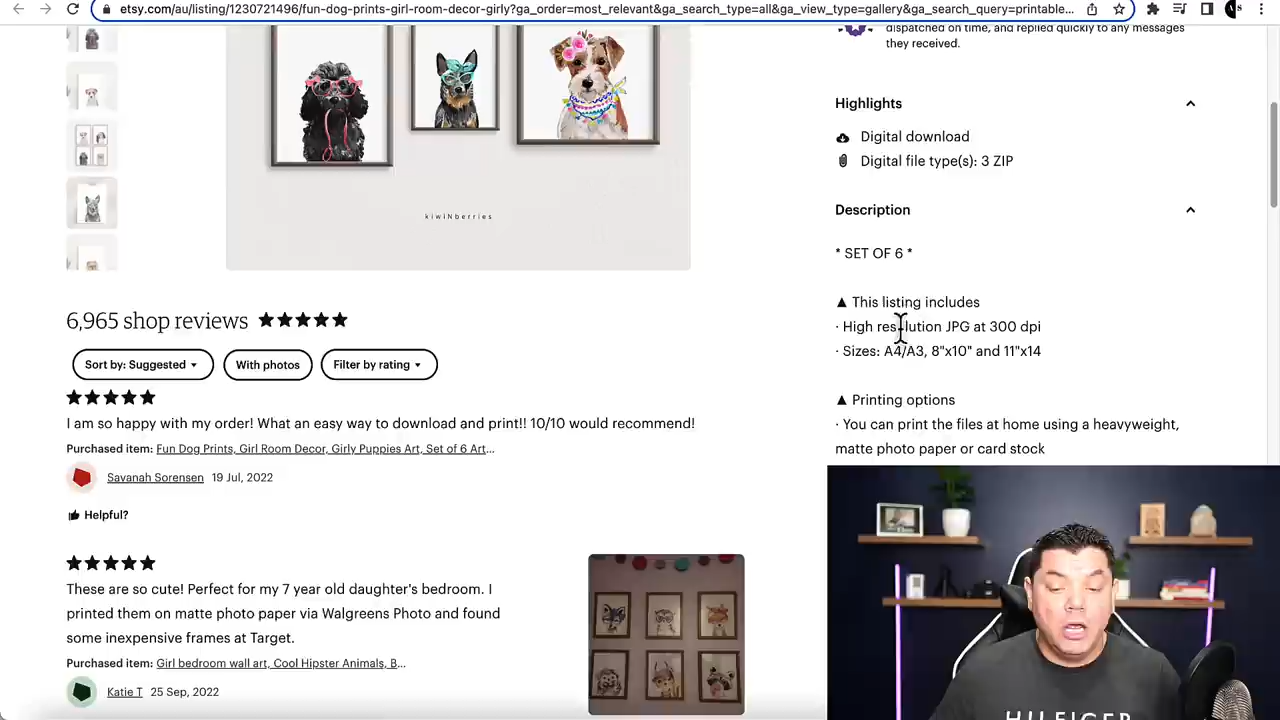 etsy.com/au/listing/1230721496/fun-dog-prints-girl-room-decor-girly?ga_order=most_relevant&ga_search_type=all&ga_view_type=gallery&ga_search_query=printable...
dispatched on time, and replied quickly to any messages
they received.
Highlights
Digital download
Digital file type(s): 3 ZIP
Description
* SET OF 6 *
▲ This listing includes
· High resolution JPG at 300 dpi
· Sizes: A4/A3, 8"x10" and 11"x14
▲ Printing options
· You can print the files at home using a heavyweight,
matte photo paper or card stock
kiwiNberries
6,965 shop reviews
Sort by: Suggested
With photos
Filter by rating
I am so happy with my order! What an easy way to download and print!! 10/10 would recommend!
Purchased item: Fun Dog Prints, Girl Room Decor, Girly Puppies Art, Set of 6 Art...
Savanah Sorensen 19 Jul, 2022
Helpful?
These are so cute! Perfect for my 7 year old daughter's bedroom. I
printed them on matte photo paper via Walgreens Photo and found
some inexpensive frames at Target.
Purchased item: Girl bedroom wall art, Cool Hipster Animals, B...
Katie T 25 Sep, 2022
HILFIGER